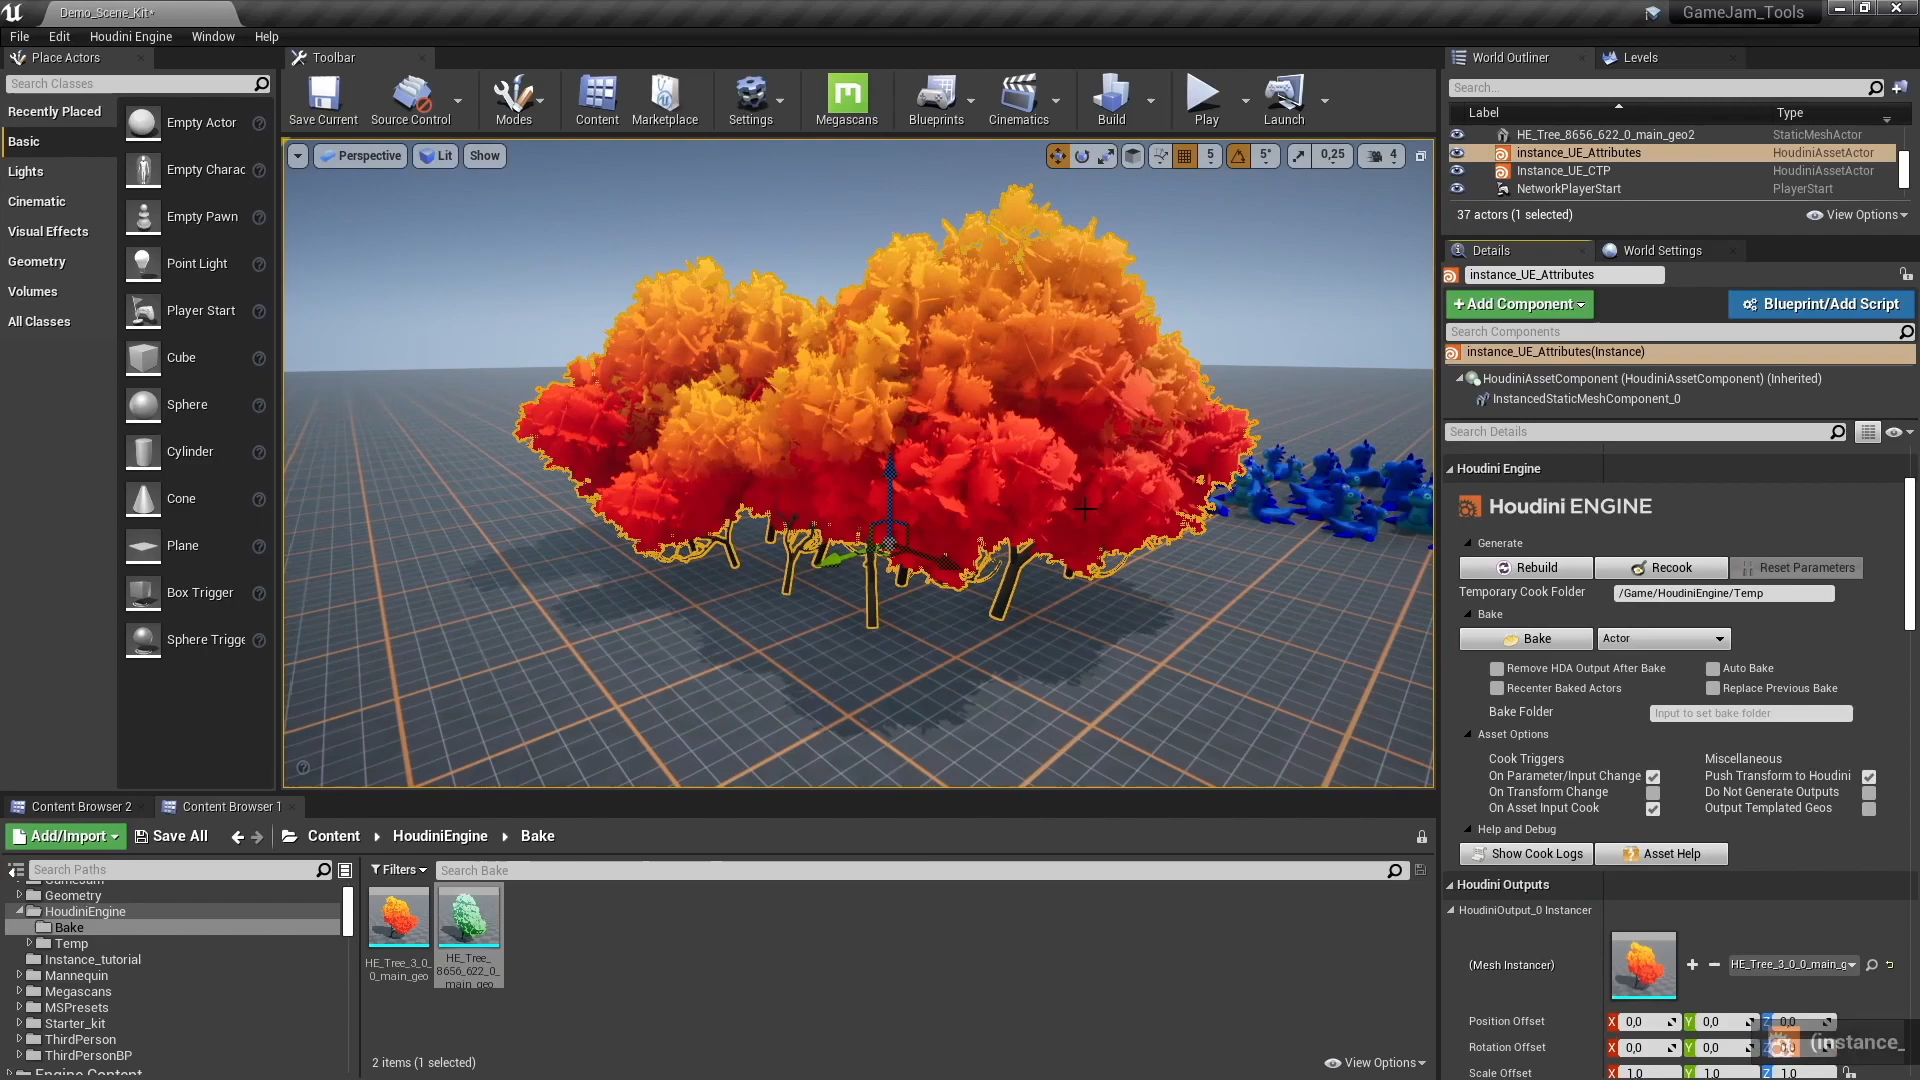 Demo_Scene_Kit*
GameJam_Tools
File Edit Houdini Engine Window Help
Place Actors
Search Classes
Recently Placed
Basic
Lights
Cinematic
Visual Effects
Geometry
Volumes
All Classes
Empty Actor
Empty Charac
Empty Pawn
Point Light
Player Start
Cube
Sphere
Cylinder
Cone
Plane
Box Trigger
Sphere Trigge
Toolbar
Save Current Source Control Modes Content Marketplace Settings Megascans Blueprints Cinematics Build Play Launch
Perspective Lit Show
5 5° 0,25 4
World Outliner Levels
Search...
Label Type
HE_Tree_8656_622_0_main_geo2 StaticMeshActor
instance_UE_Attributes HoudiniAssetActor
Instance_UE_CTP HoudiniAssetActor
NetworkPlayerStart PlayerStart
37 actors (1 selected) View Options
Details World Settings
instance_UE_Attributes
+Add Component Blueprint/Add Script
Search Components
instance_UE_Attributes(Instance)
HoudiniAssetComponent (HoudiniAssetComponent) (Inherited)
InstancedStaticMeshComponent_0
Search Details
Houdini Engine
Houdini ENGINE
Generate
Rebuild Recook Reset Parameters
Temporary Cook Folder /Game/HoudiniEngine/Temp
Bake
Bake Actor
Remove HDA Output After Bake Auto Bake
Recenter Baked Actors Replace Previous Bake
Bake Folder Input to set bake folder
Asset Options
Cook Triggers Miscellaneous
On Parameter/Input Change Push Transform to Houdini
On Transform Change Do Not Generate Outputs
On Asset Input Cook Output Templated Geos
Help and Debug
Show Cook Logs Asset Help
Houdini Outputs
HoudiniOutput_0 Instancer
(Mesh Instancer) HE_Tree_3_0_0_main_g
Position Offset X 0,0 Y 0,0 Z 0,0
Rotation Offset X 0,0 Y 0,0 Z 0,0
Scale Offset X 1,0 Y 1,0 Z 1,0
(instance_
Content Browser 2 Content Browser 1
Add/Import Save All Content HoudiniEngine Bake
Search Paths
Filters Search Bake
GameJam
Geometry
HoudiniEngine
Bake
Temp
Instance_tutorial
Mannequin
Megascans
MSPresets
Starter_kit
ThirdPerson
ThirdPersonBP
Engine Content
HE_Tree_3_0_
0_main_geo
HE_Tree_
8656_622_0_
main_geo
2 items (1 selected) View Options